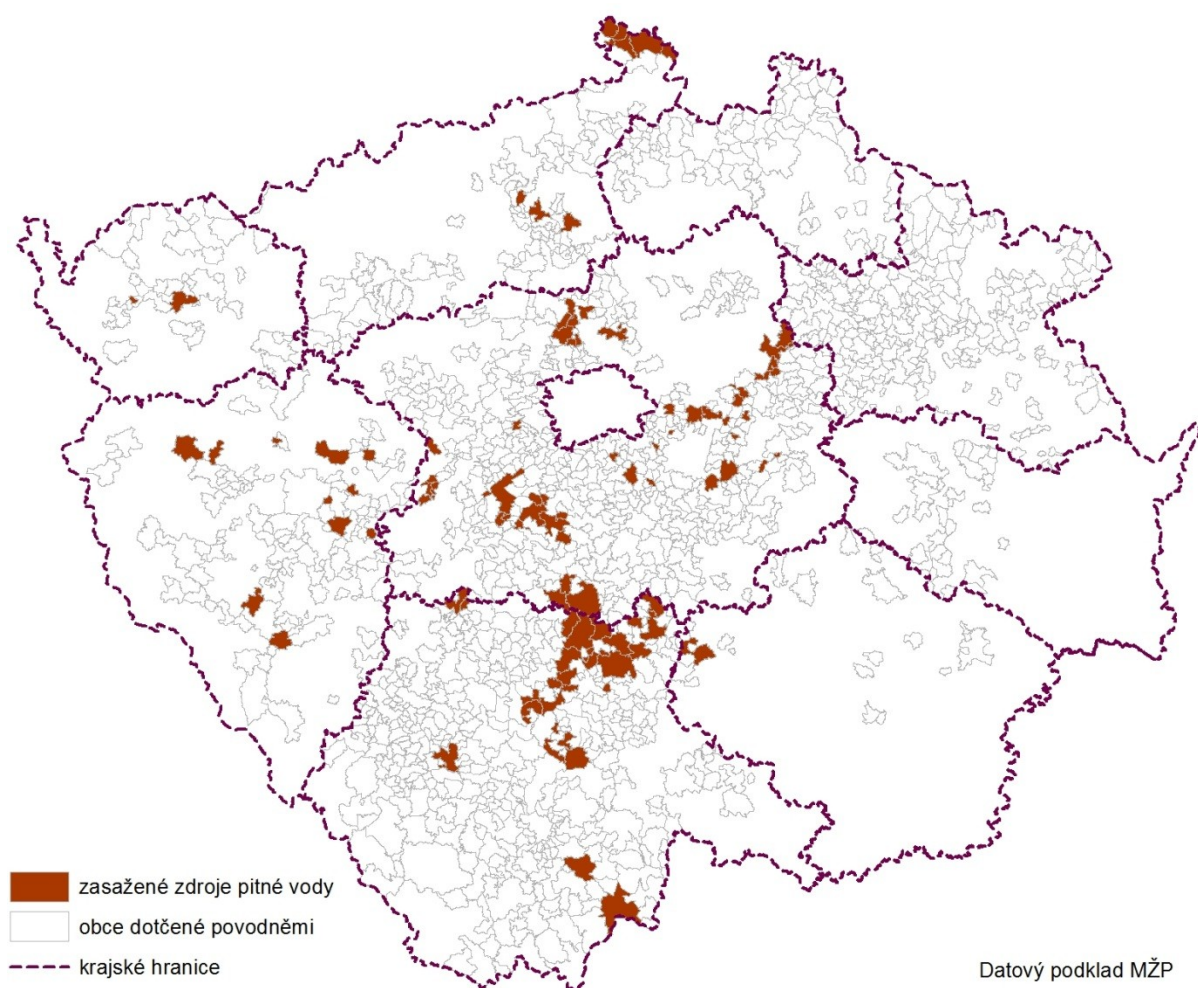 zasažené zdroje pitné vody
obce dotčené povodněmi
krajské hranice
Datový podklad MŽP